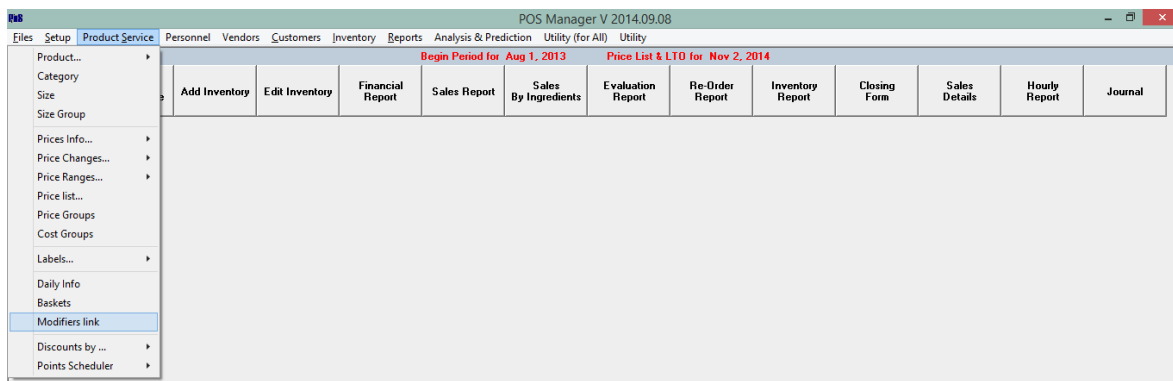 PoS POS Manager V 2014.09.08
Files Setup Product Service Personnel Vendors Customers Inventory Reports Analysis & Prediction Utility (for All) Utility
Begin Period for Aug 1, 2013 Price List & LTO for Nov 2, 2014
Add Inventory Edit Inventory Financial Report Sales Report Sales By Ingredients Evaluation Report Re-Order Report Inventory Report Closing Form Sales Details Hourly Report Journal
Product...
Category
Size
Size Group
Prices Info...
Price Changes...
Price Ranges...
Price list...
Price Groups
Cost Groups
Labels...
Daily Info
Baskets
Modifiers link
Discounts by ...
Points Scheduler